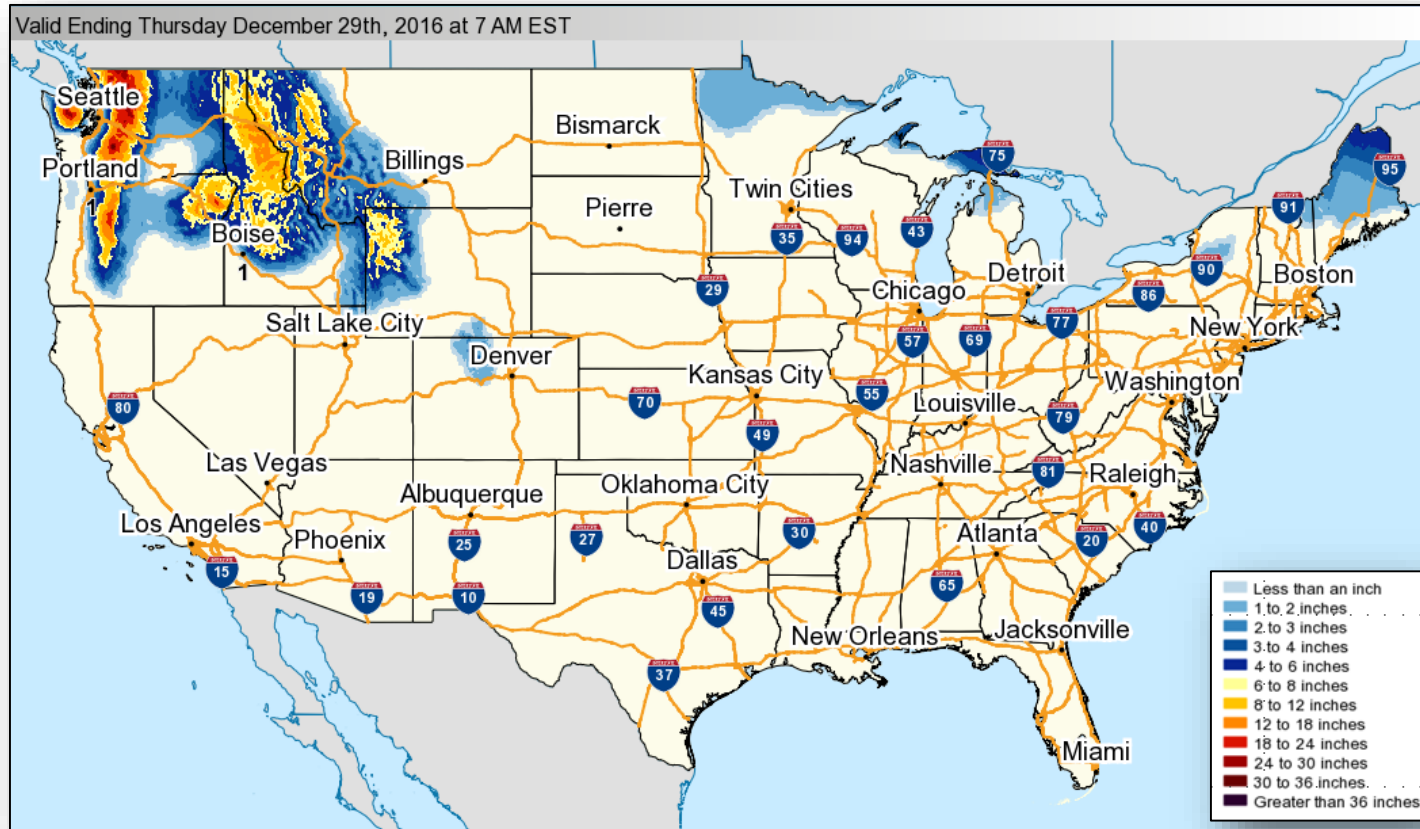 Valid Ending Thursday December 29th, 2016 at 7 AM EST
Seattle
Bismarck
75
Portland
Billings
95
1
Twin Cities
Pierre
91
Boise
35
94
43
1
90
Boston
29
Detroit
Chicago
86
Salt Lake City
77
New York
57
69
Denver
Kansas City
Washington
80
70
55
Louisville
79
49
Las Vegas
Nashville
81
Raleigh
Albuquerque
Oklahoma City
Los Angeles
Phoenix
25
27
30
Atlanta
20
40
Dallas
15
19
10
65
45
Less than an inch
1 to 2 inches
2 to 3 inches
3 to 4 inches
4 to 6 inches
6 to 8 inches
8 to 12 inches
12 to 18 inches
18 to 24 inches
24 to 30 inches
30 to 36 inches
Greater than 36 inches
New Orleans
Jacksonville
37
Miami